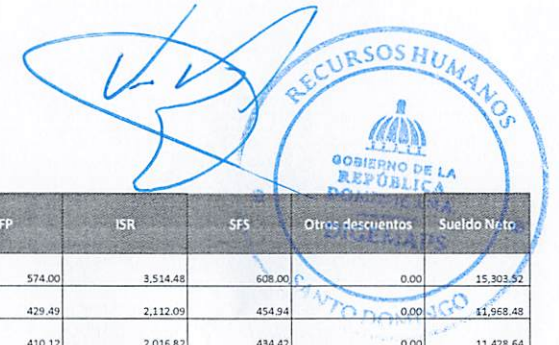 RECURSOS HUMANOS
GOBIERNO DE LA
REPÚBLICA
DOMINICANA
DIGEMAPS
SANTO DOMINGO
FP ISR SFS Otros descuentos Sueldo Neto
574.00 3,514.48 608.00 0.00 15,303.52
429.49 2,112.09 454.94 0.00 11,968.48
410.12 2,016.82 434.42 0.00 11,428.64